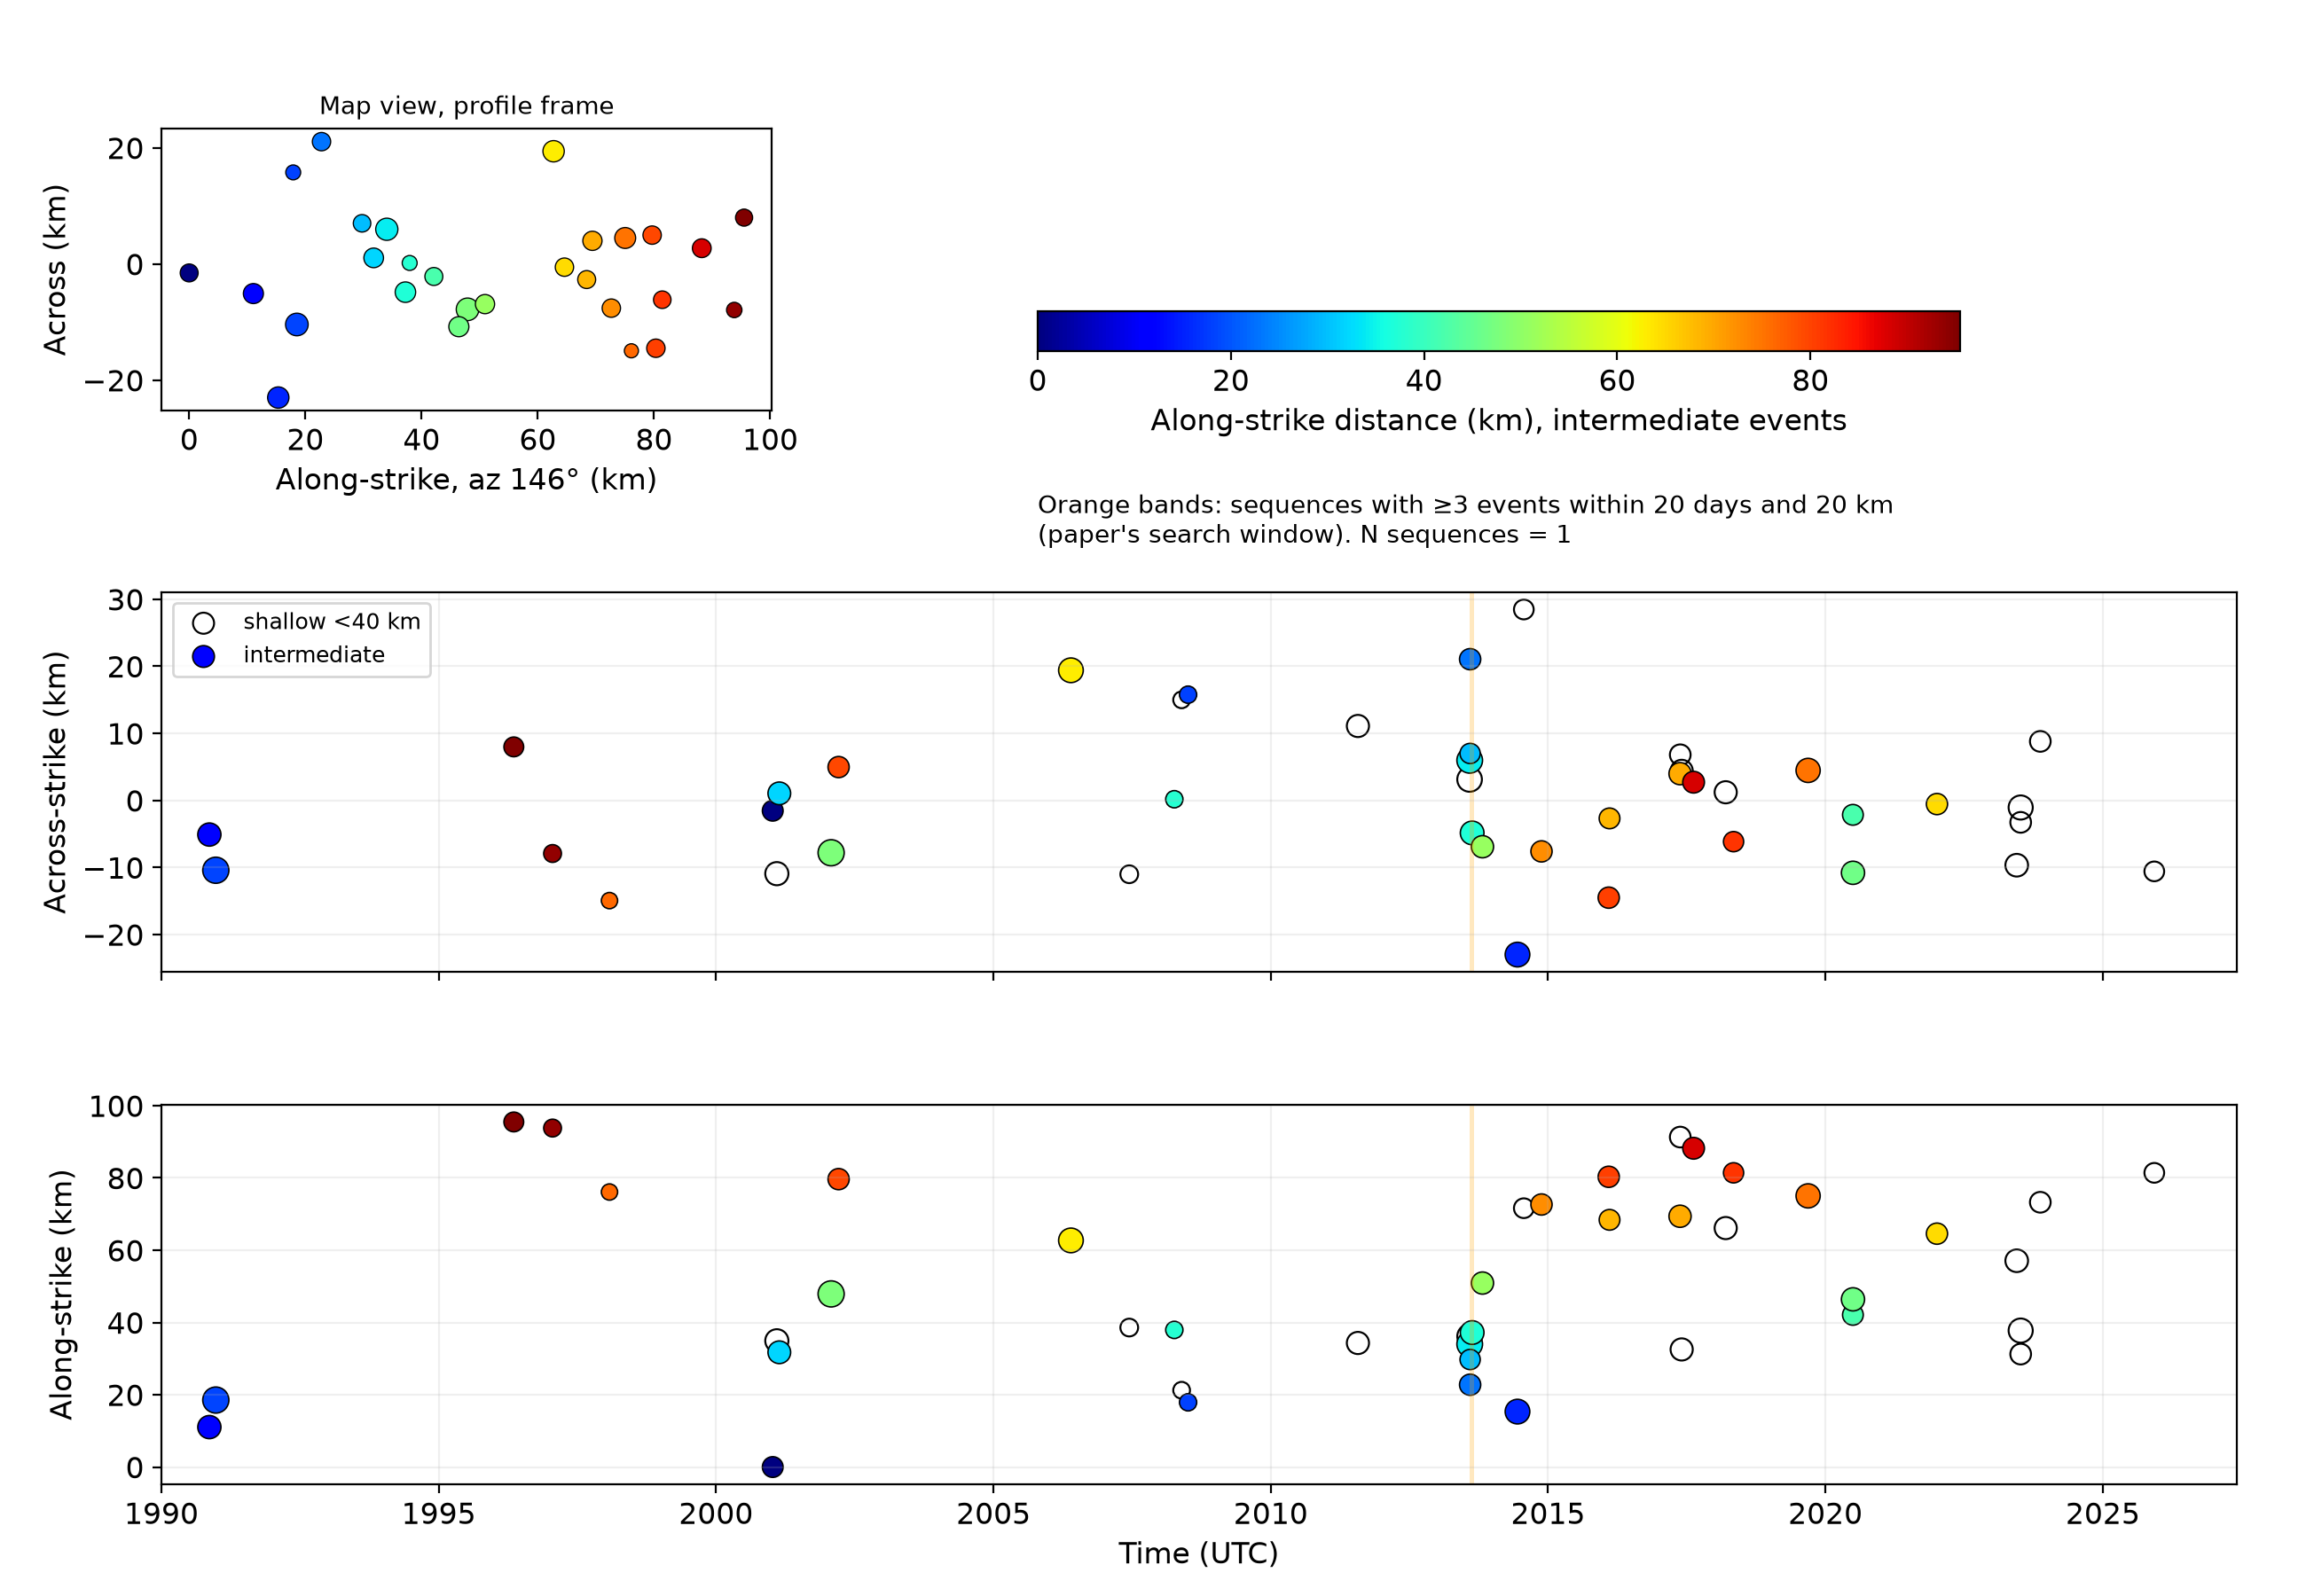 Map view, profile frame
Across (km)
20
0
−20
0 20 40 60 80 100
Along-strike, az 146° (km)
0 20 40 60 80
Along-strike distance (km), intermediate events
Orange bands: sequences with ≥3 events within 20 days and 20 km
(paper's search window). N sequences = 1
Across-strike (km)
30
20
10
0
−10
−20
shallow <40 km
intermediate
Along-strike (km)
100
80
60
40
20
0
1990 1995 2000 2005 2010 2015 2020 2025
Time (UTC)